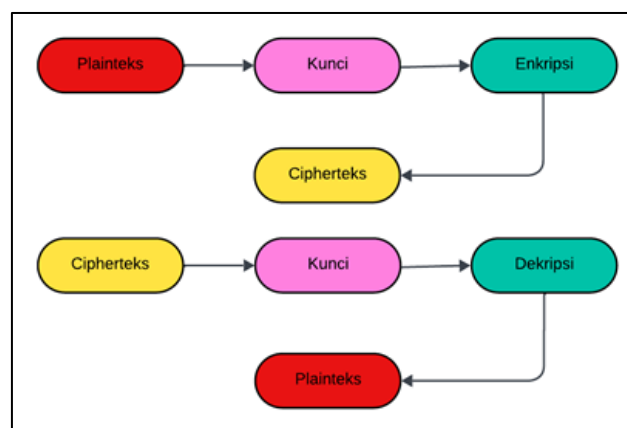 Plainteks
Kunci
Enkripsi
Cipherteks
Cipherteks
Kunci
Dekripsi
Plainteks